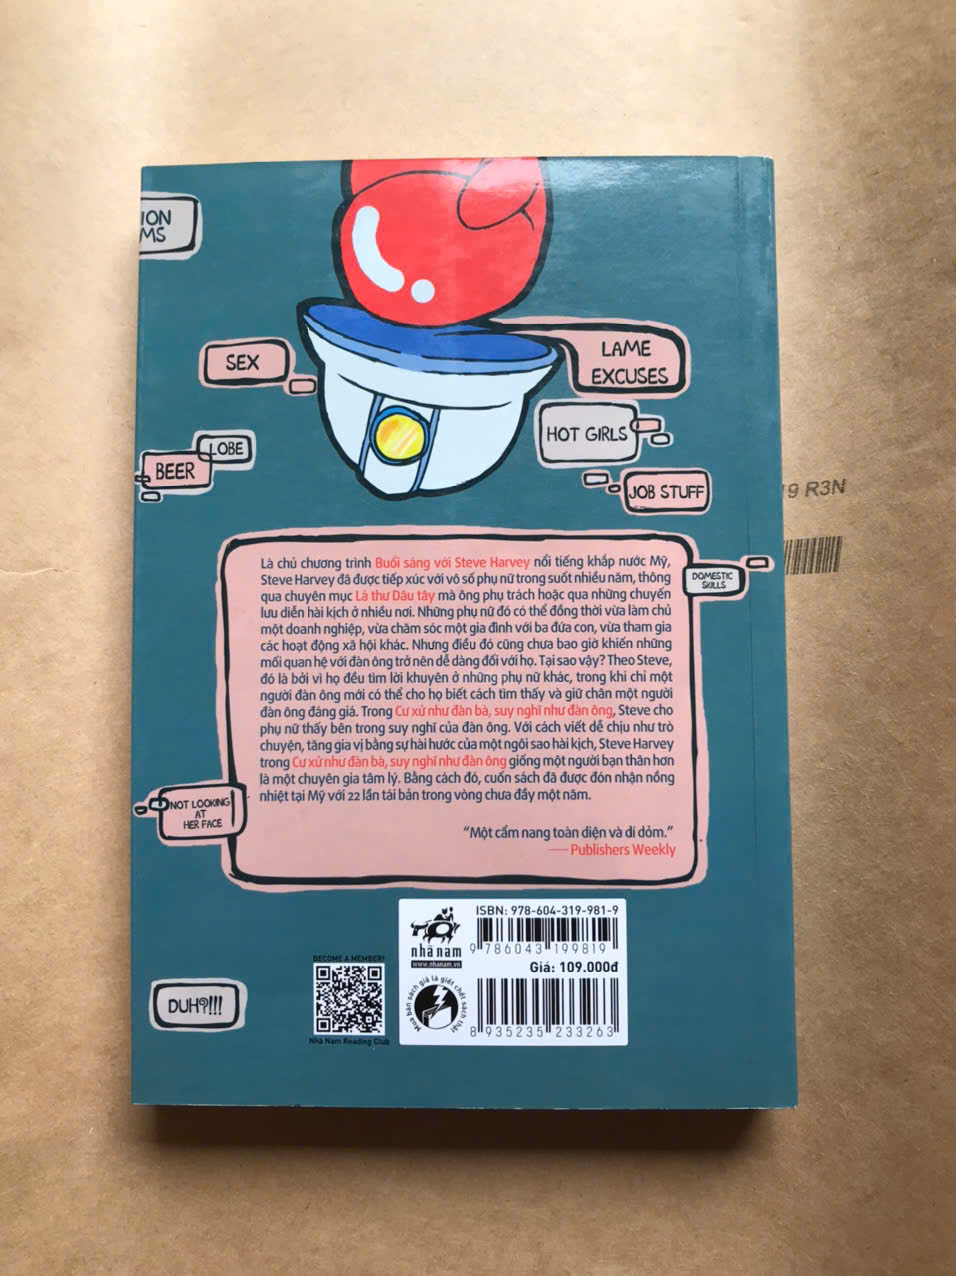 ION
MS
SEX
LAME
EXCUSES
HOT GIRLS
LOBE
BEER
JOB STUFF
19 R3N
DOMESTIC
SKILLS
Là chủ chương trình Buổi sáng với Steve Harvey nổi tiếng khắp nước Mỹ,
Steve Harvey đã được tiếp xúc với vô số phụ nữ trong suốt nhiều năm, thông
qua chuyên mục Lá thư Dâu tây mà ông phụ trách hoặc qua những chuyến
lưu diễn hài kịch ở nhiều nơi. Những phụ nữ đó có thể đồng thời vừa làm chủ
một doanh nghiệp, vừa chăm sóc một gia đình với ba đứa con, vừa tham gia
các hoạt động xã hội khác. Nhưng điều đó cũng chưa bao giờ khiến những
mối quan hệ với đàn ông trở nên dễ dàng đối với họ. Tại sao vậy? Theo Steve,
đó là bởi vì họ đều tìm lời khuyên ở những phụ nữ khác, trong khi chỉ một
người đàn ông mới có thể cho họ biết cách tìm thấy và giữ chân một người
đàn ông đáng giá. Trong Cư xử như đàn bà, suy nghĩ như đàn ông, Steve cho
phụ nữ thấy bên trong suy nghĩ của đàn ông. Với cách viết dễ chịu như trò
chuyện, tăng gia vị bằng sự hài hước của một ngôi sao hài kịch, Steve Harvey
trong Cư xử như đàn bà, suy nghĩ như đàn ông giống một người bạn thân hơn
là một chuyên gia tâm lý. Bằng cách đó, cuốn sách đã được đón nhận nồng
nhiệt tại Mỹ với 22 lần tái bản trong vòng chưa đầy một năm.
NOT LOOKING
AT
HER FACE
“Một cẩm nang toàn diện và dí dỏm.”
— Publishers Weekly
ISBN: 978-604-319-981-9
9 786043 199819
nhã nam
www.nhanam.vn
Giá: 109.000đ
Mua bán sách giả là giết chết sách thật
8 935235 233263
BECOME A MEMBER!
Nhã Nam Reading Club
DUH?!!!